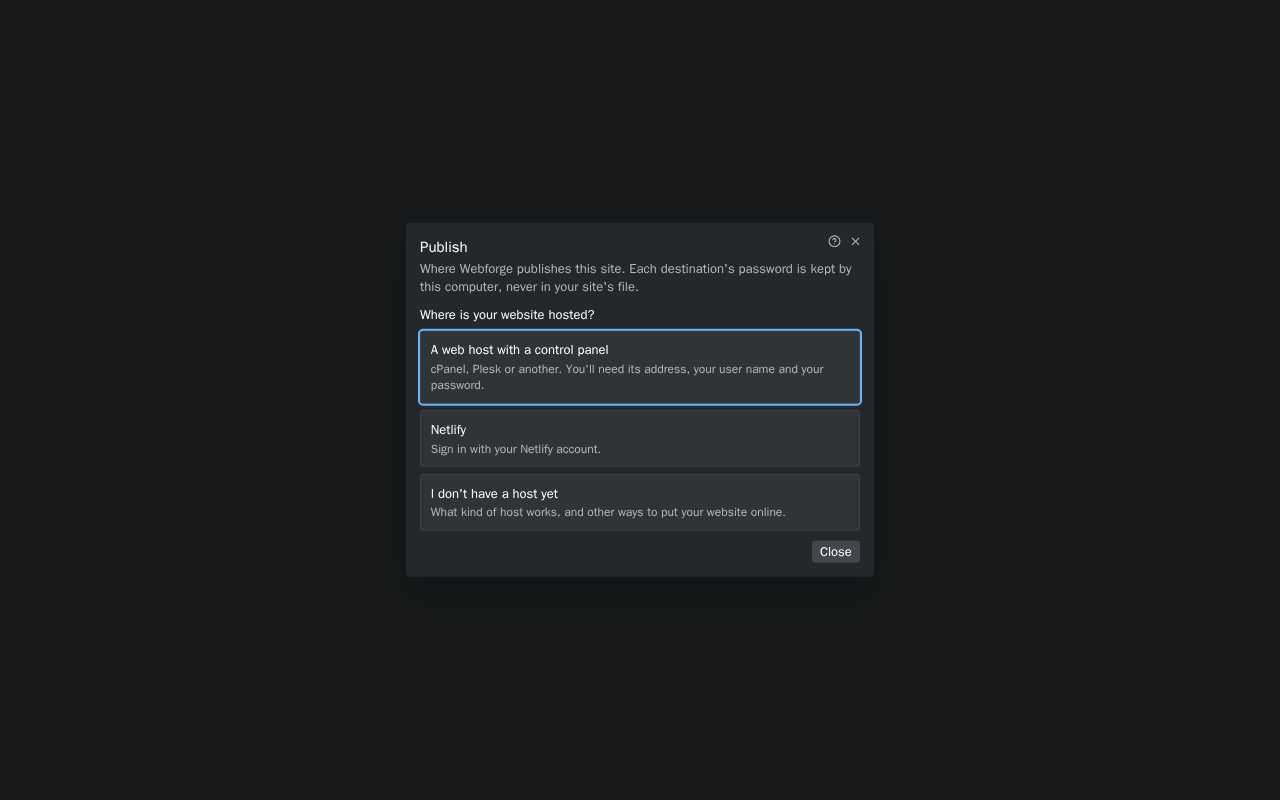 Publish
Where Webforge publishes this site. Each destination's password is kept by
this computer, never in your site's file.
Where is your website hosted?
A web host with a control panel
cPanel, Plesk or another. You'll need its address, your user name and your
password.
Netlify
Sign in with your Netlify account.
I don't have a host yet
What kind of host works, and other ways to put your website online.
Close